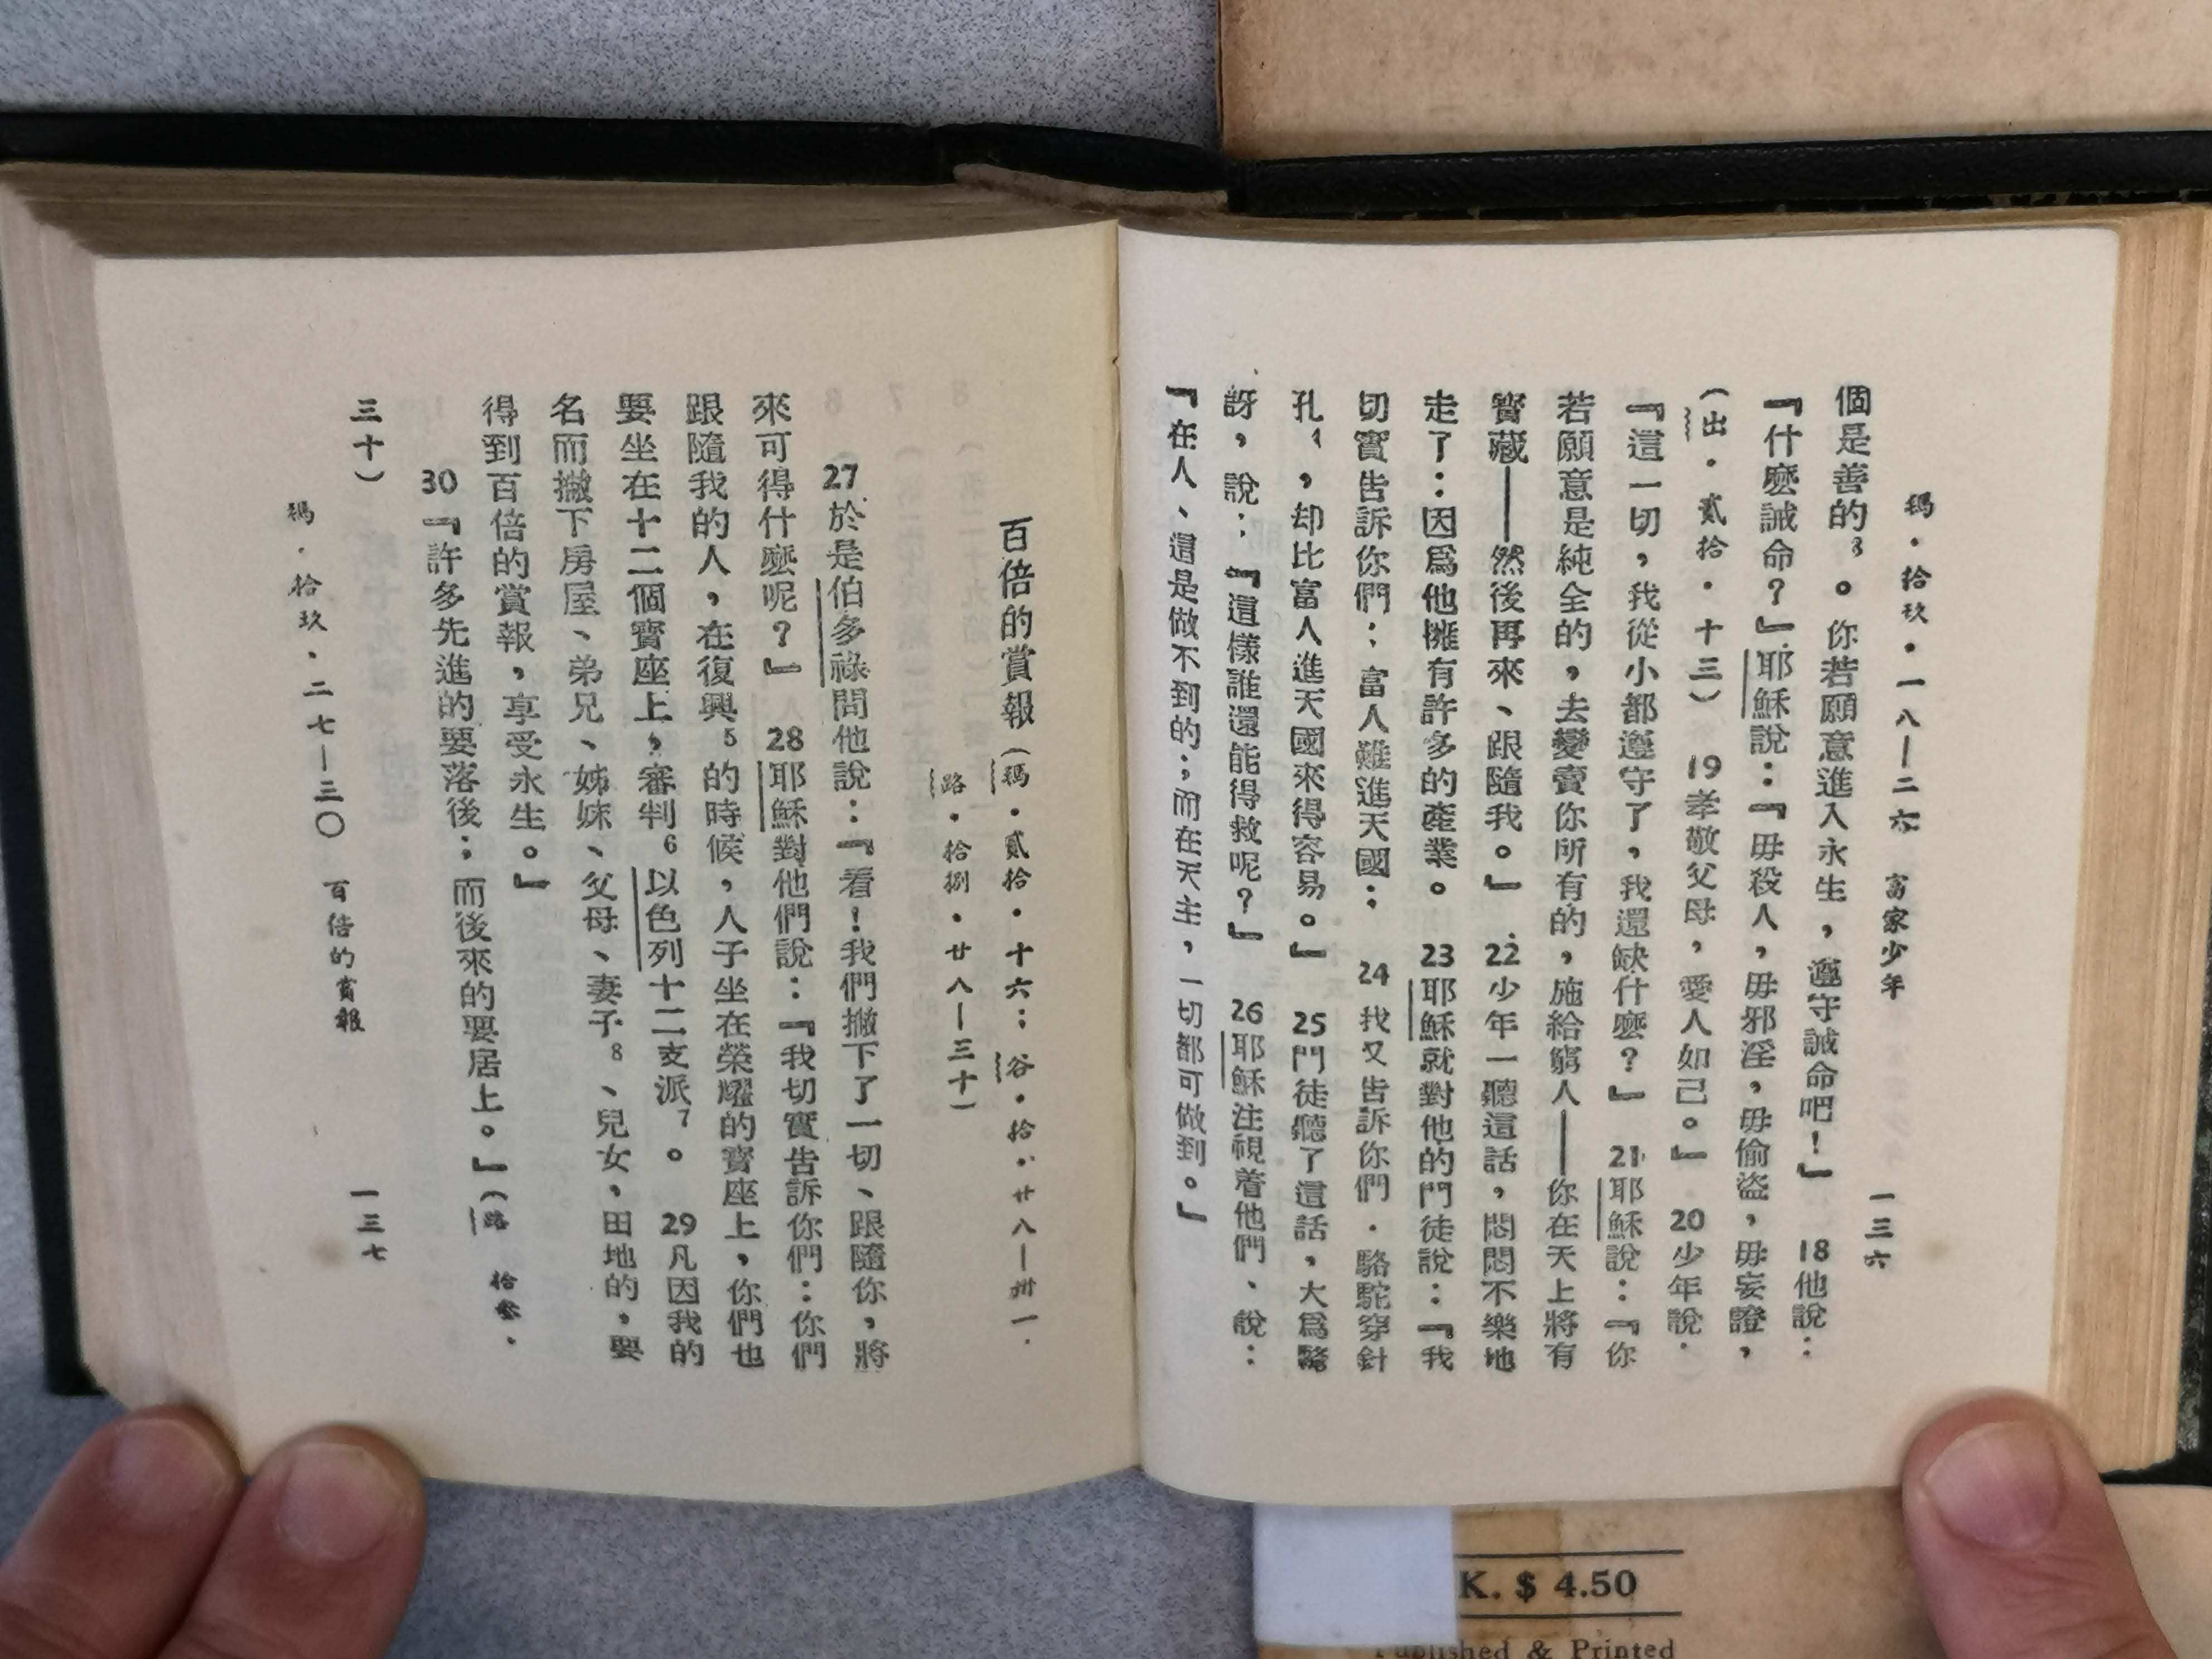 瑪．拾玖．一八—二六　富家少年　一三六
個是善的3。你若願意進入永生，遵守誡命吧！』　18他說：
『什麼誡命？』耶穌說：『毋殺人，毋邪淫，毋偷盜，毋妄證，
（出．貳拾．十三）　19孝敬父母，愛人如己。』　20少年說．
『這一切，我從小都遵守了，我還缺什麼？』　21耶穌說：『你
若願意是純全的，去變賣你所有的，施給窮人——你在天上將有
寶藏——然後再來、跟隨我。』　22少年一聽這話，悶悶不樂地
走了：因爲他擁有許多的產業。　23耶穌就對他的門徒說：『我
切實告訴你們：富人難進天國：　24我又告訴你們．駱駝穿針
孔4，却比富人進天國來得容易。』　25門徒聽了這話，大爲驚
訝，說：『這樣誰還能得救呢？』　26耶穌注視着他們、說：
『在人、這是做不到的；而在天主，一切都可做到。』
百倍的賞報（瑪．貳拾．十六；谷．拾．廿八—卅一．
路．拾捌．廿八—三十）
27於是伯多祿問他說：『看！我們撇下了一切、跟隨你，將
來可得什麼呢？』　28耶穌對他們說：『我切實告訴你們：你們
跟隨我的人，在復興5的時候，人子坐在榮耀的寶座上，你們也
要坐在十二個寶座上，審判6以色列十二支派7。　29凡因我的
名而撇下房屋、弟兄、姊妹、父母、妻子8、兒女，田地的，要
得到百倍的賞報，享受永生。』
30『許多先進的要落後；而後來的要居上。』（路　拾叁．
三十）
瑪．拾玖．二七—三〇　百倍的賞報　一三七
K. $ 4.50
Published & Printed